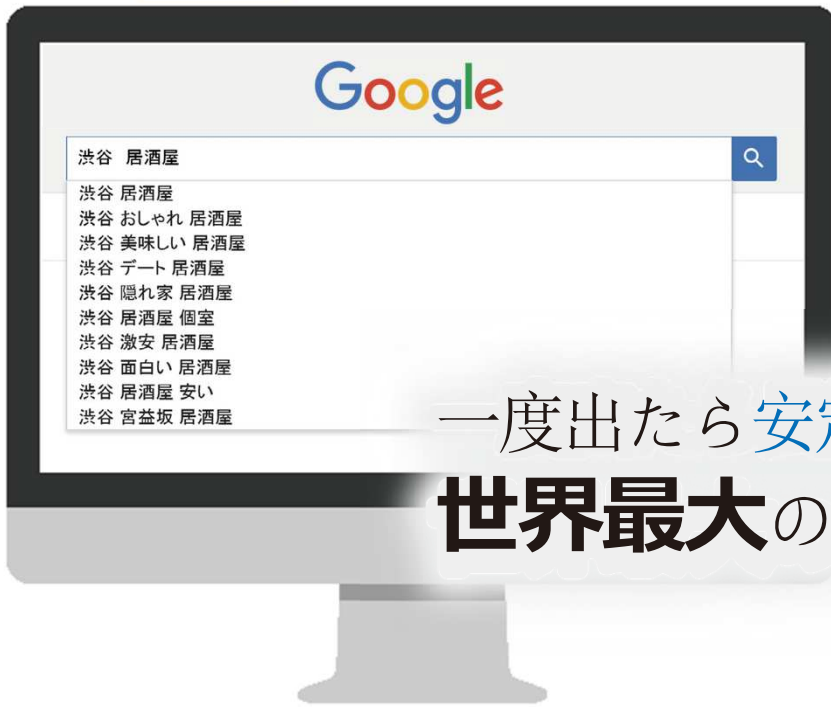 Google
渋谷 居酒屋
渋谷 居酒屋
渋谷 おしゃれ 居酒屋
渋谷 美味しい 居酒屋
渋谷 デート 居酒屋
渋谷 隠れ家 居酒屋
渋谷 居酒屋 個室
渋谷 激安 居酒屋
渋谷 面白い 居酒屋
渋谷 居酒屋 安い
渋谷 宮益坂 居酒屋
一度出たら安定
世界最大の